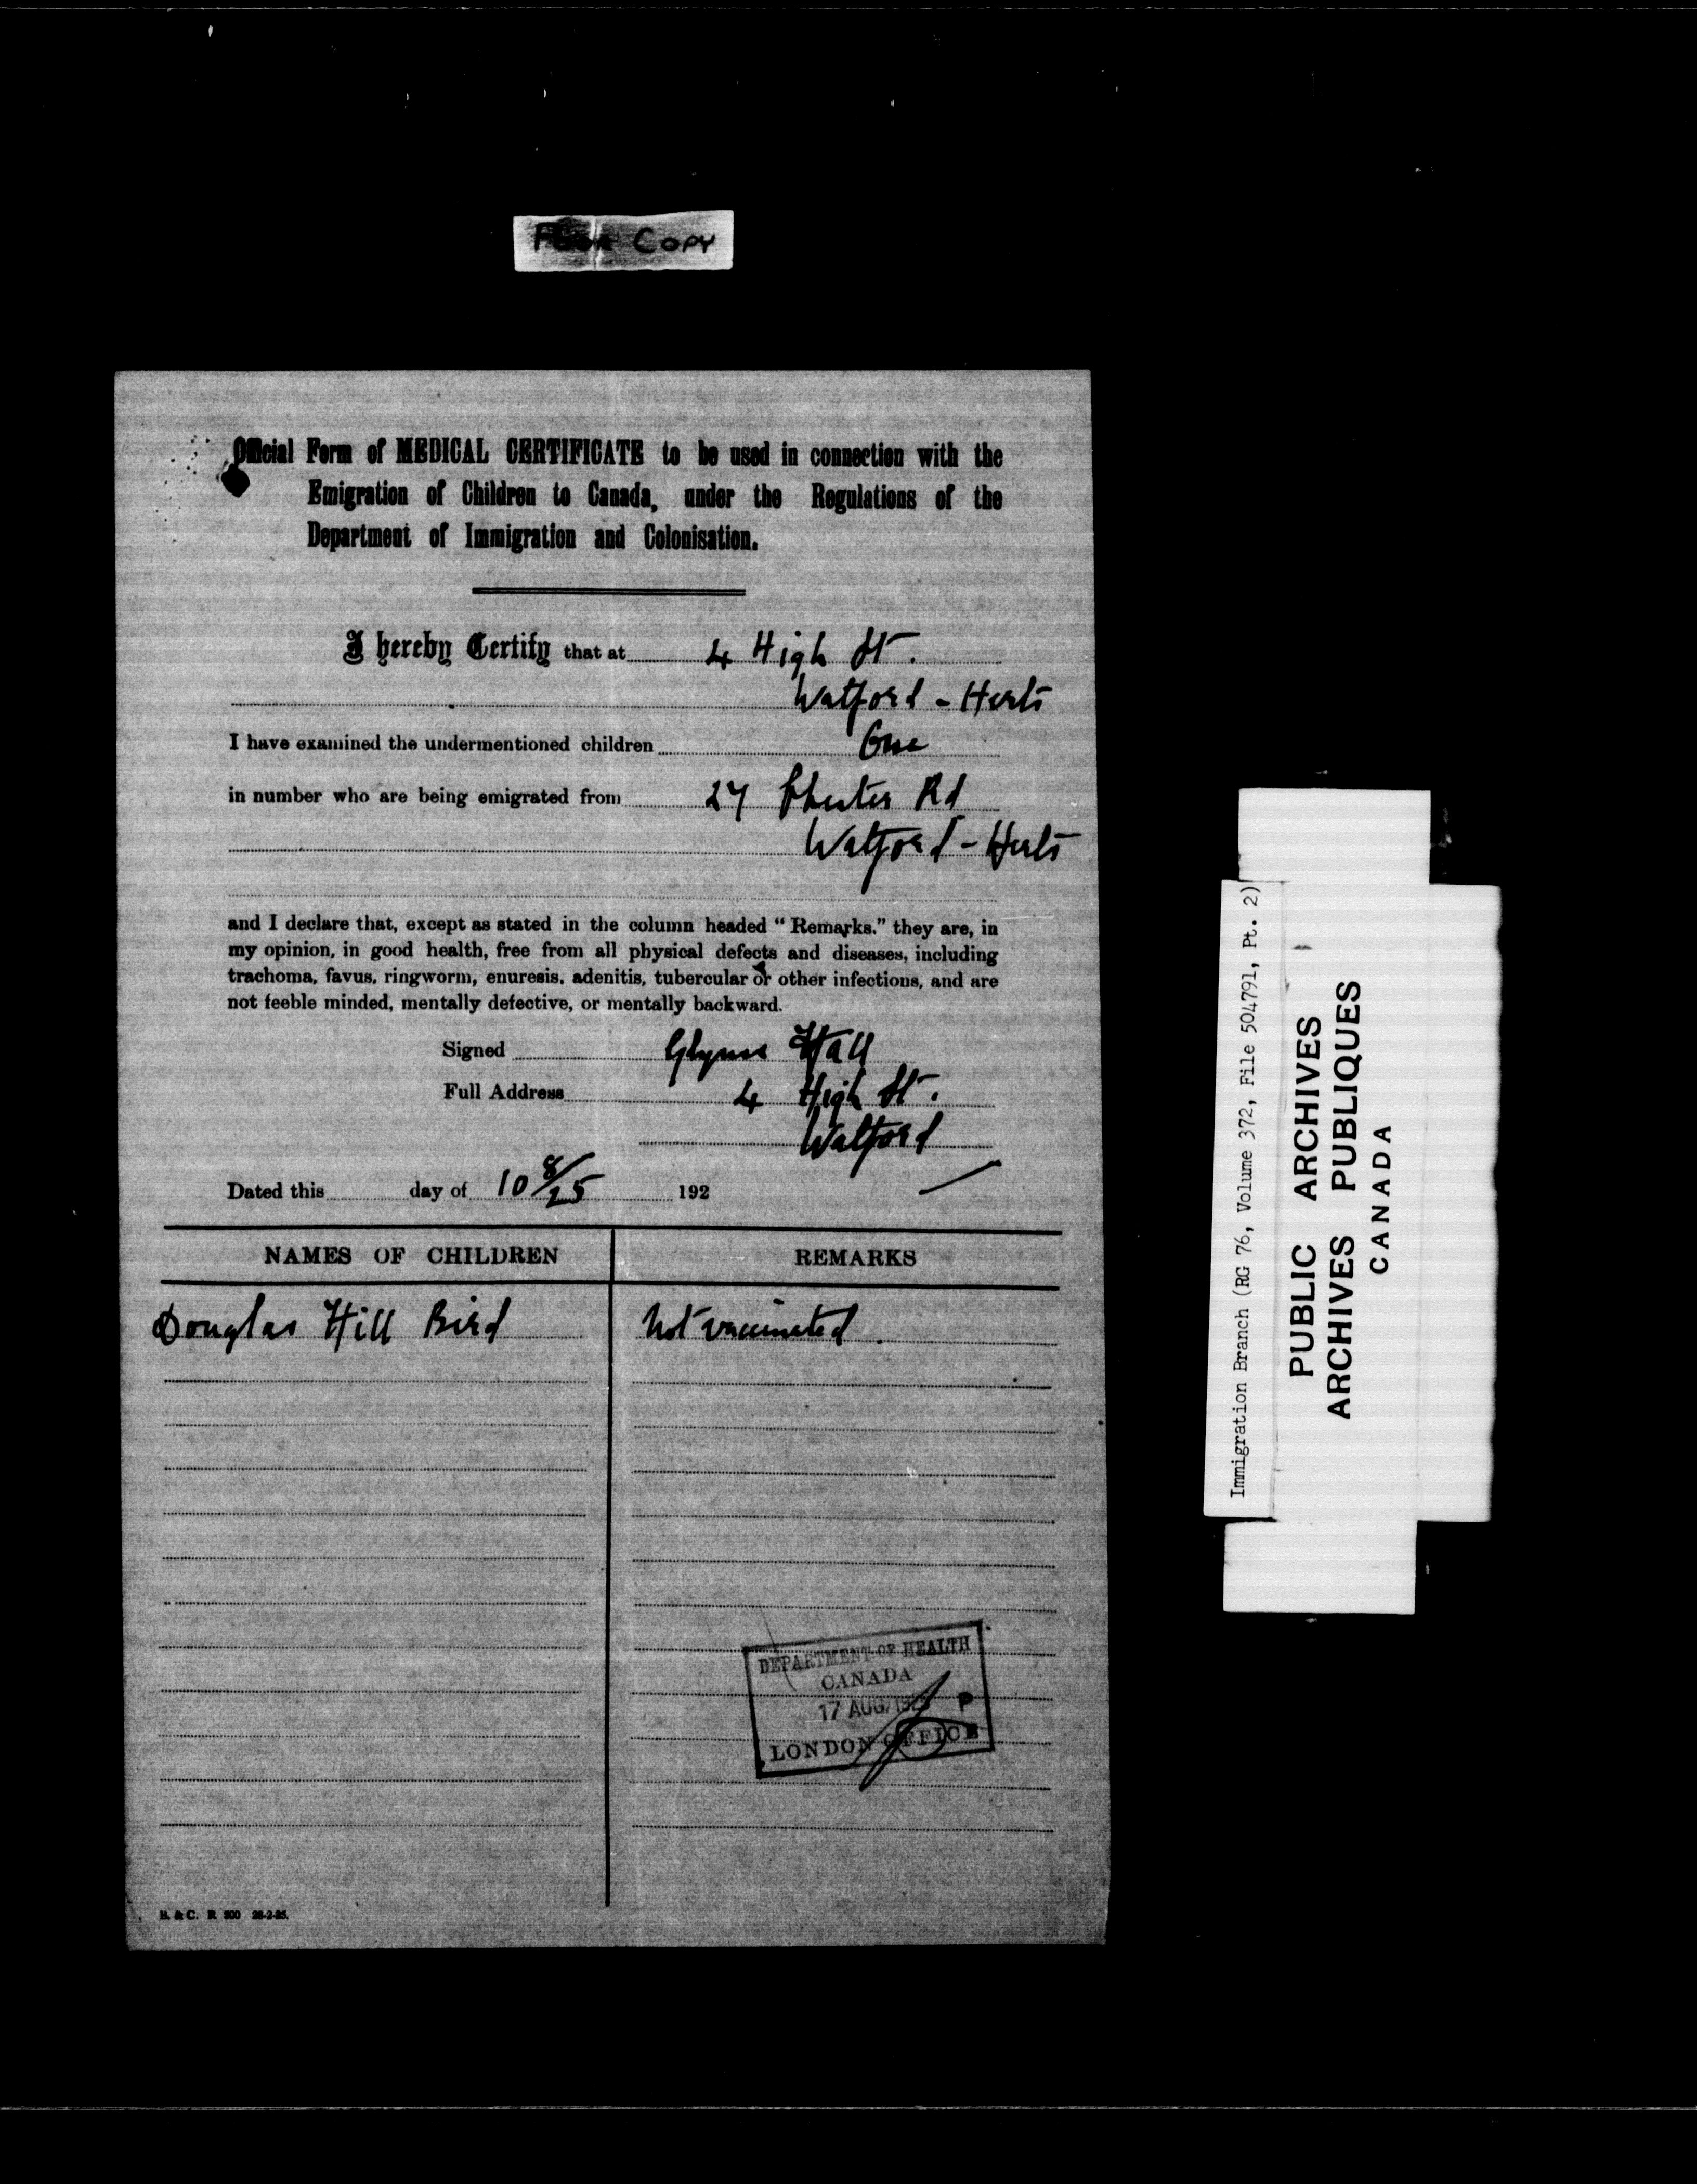 Poor Copy
Official Form of MEDICAL CERTIFICATE to be used in connection with the
Emigration of Children to Canada, under the Regulations of the
Department of Immigration and Colonisation.
I hereby Certify that at 4 High St.
Watford - Herts
I have examined the undermentioned children One
in number who are being emigrated from 27 Chester Rd
Watford - Herts
and I declare that, except as stated in the column headed "Remarks." they are, in
my opinion, in good health, free from all physical defects and diseases, including
trachoma, favus, ringworm, enuresis, adenitis, tubercular or other infections, and are
not feeble minded, mentally defective, or mentally backward.
Signed Glynne Hall
Full Address 4 High St.
Watford
Dated this day of 10 8/25 192
NAMES OF CHILDREN REMARKS
Douglas Hill Bird Not vaccinated.
DEPARTMENT OF HEALTH
CANADA
17 AUG. 1925 P
LONDON OFFICE
B. & C. R 500 28-2-25.
Immigration Branch (RG 76, Volume 372, File 504791, Pt. 2)
PUBLIC ARCHIVES
ARCHIVES PUBLIQUES
CANADA